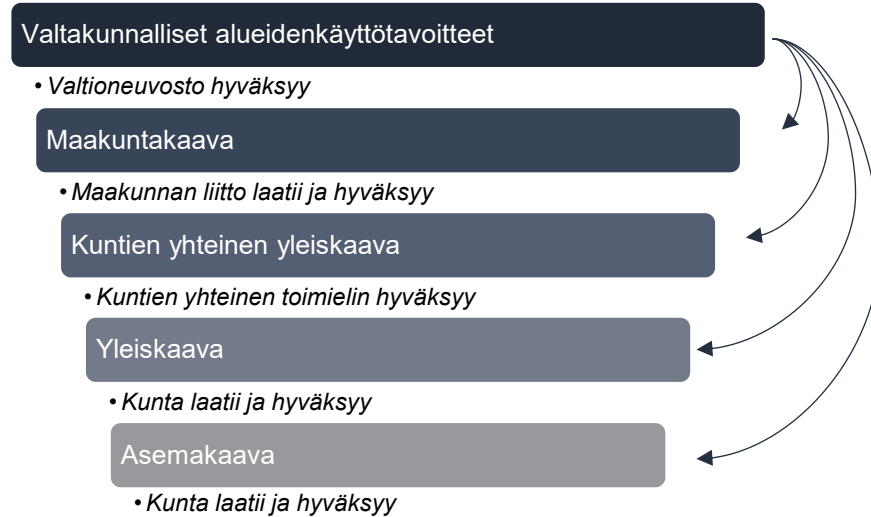 Valtakunnalliset alueidenkäyttötavoitteet
• Valtioneuvosto hyväksyy
Maakuntakaava
• Maakunnan liitto laatii ja hyväksyy
Kuntien yhteinen yleiskaava
• Kuntien yhteinen toimielin hyväksyy
Yleiskaava
• Kunta laatii ja hyväksyy
Asemakaava
• Kunta laatii ja hyväksyy